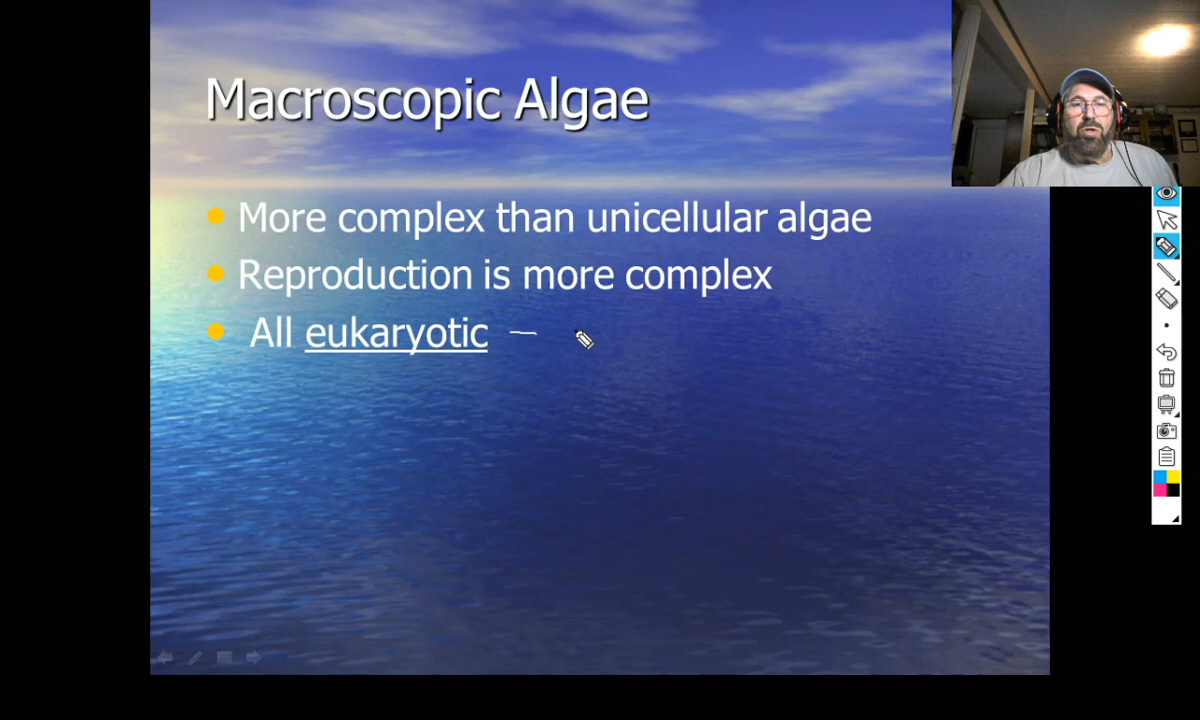 Macroscopic Algae
More complex than unicellular algae
Reproduction is more complex
All eukaryotic —